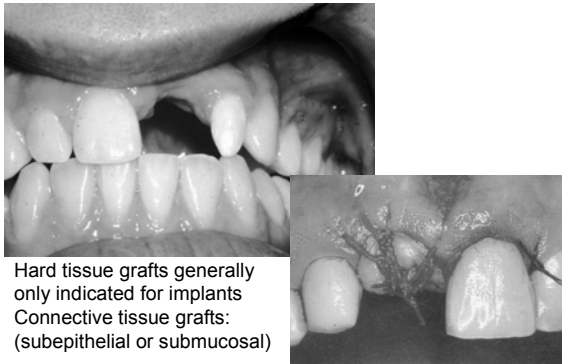 Hard tissue grafts generally
only indicated for implants
Connective tissue grafts:
(subepithelial or submucosal)